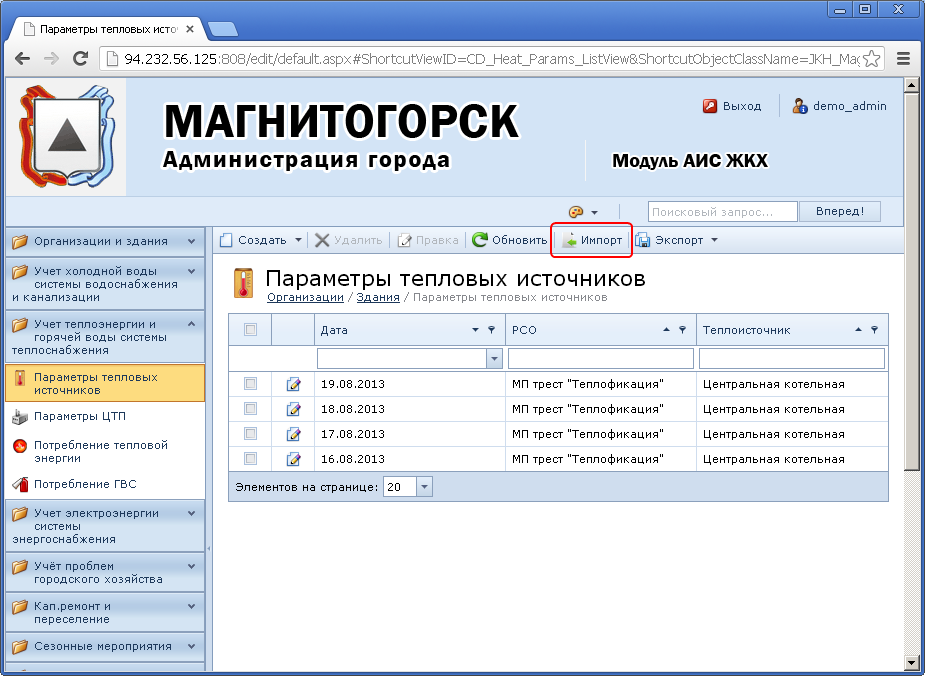 Параметры тепловых исто
94.232.56.125:808/edit/default.aspx#ShortcutViewID=CD_Heat_Params_ListView&ShortcutObjectClassName=JKH_Mag
МАГНИТОГОРСК
Администрация города
Модуль АИС ЖКХ
Выход
demo_admin
Поисковый запрос...
Вперед!
Организации и здания
Учет холодной воды
системы водоснабжения
и канализации
Учет теплоэнергии и
горячей воды системы
теплоснабжения
Параметры тепловых
источников
Параметры ЦТП
Потребление тепловой
энергии
Потребление ГВС
Учет электроэнергии
системы
энергоснабжения
Учёт проблем
городского хозяйства
Кап.ремонт и
переселение
Сезонные мероприятия
Создать Удалить Правка Обновить Импорт Экспорт
Параметры тепловых источников
Организации / Здания / Параметры тепловых источников
Дата РСО Теплоисточник
19.08.2013 МП трест "Теплофикация" Центральная котельная
18.08.2013 МП трест "Теплофикация" Центральная котельная
17.08.2013 МП трест "Теплофикация" Центральная котельная
16.08.2013 МП трест "Теплофикация" Центральная котельная
Элементов на странице: 20